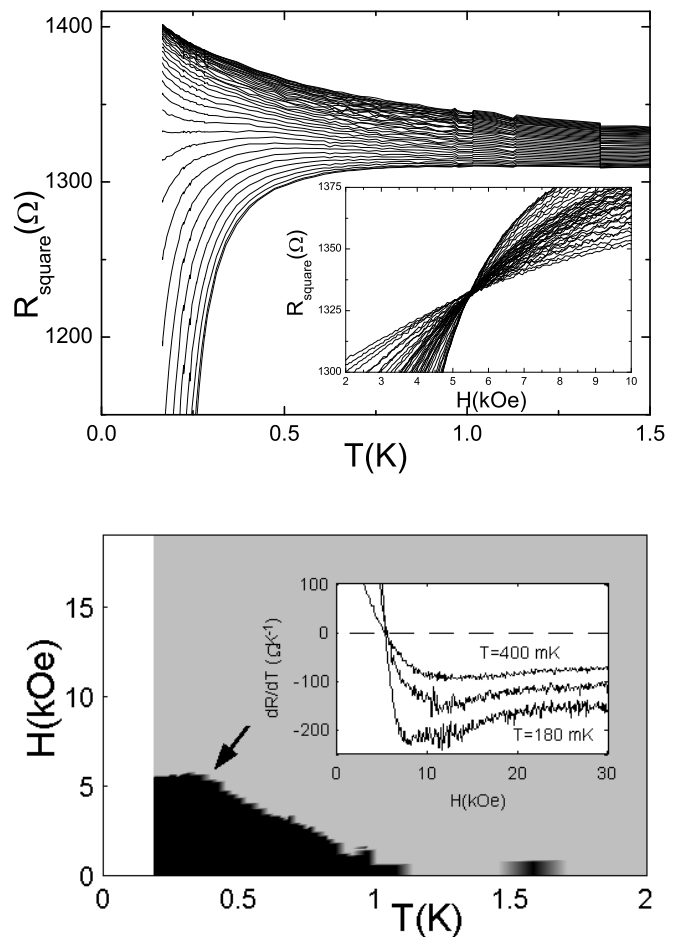 1400
1300
1200
R square (Ω)
0.0 0.5 1.0 1.5
T(K)
1375
1350
1325
1300
R square (Ω)
2 3 4 5 6 7 8 9 10
H(kOe)
15
10
5
0
H(kOe)
0 0.5 1 1.5 2
T(K)
100
0
-100
-200
dR/dT (ΩK⁻¹)
T=400 mK
T=180 mK
0 10 20 30
H(kOe)